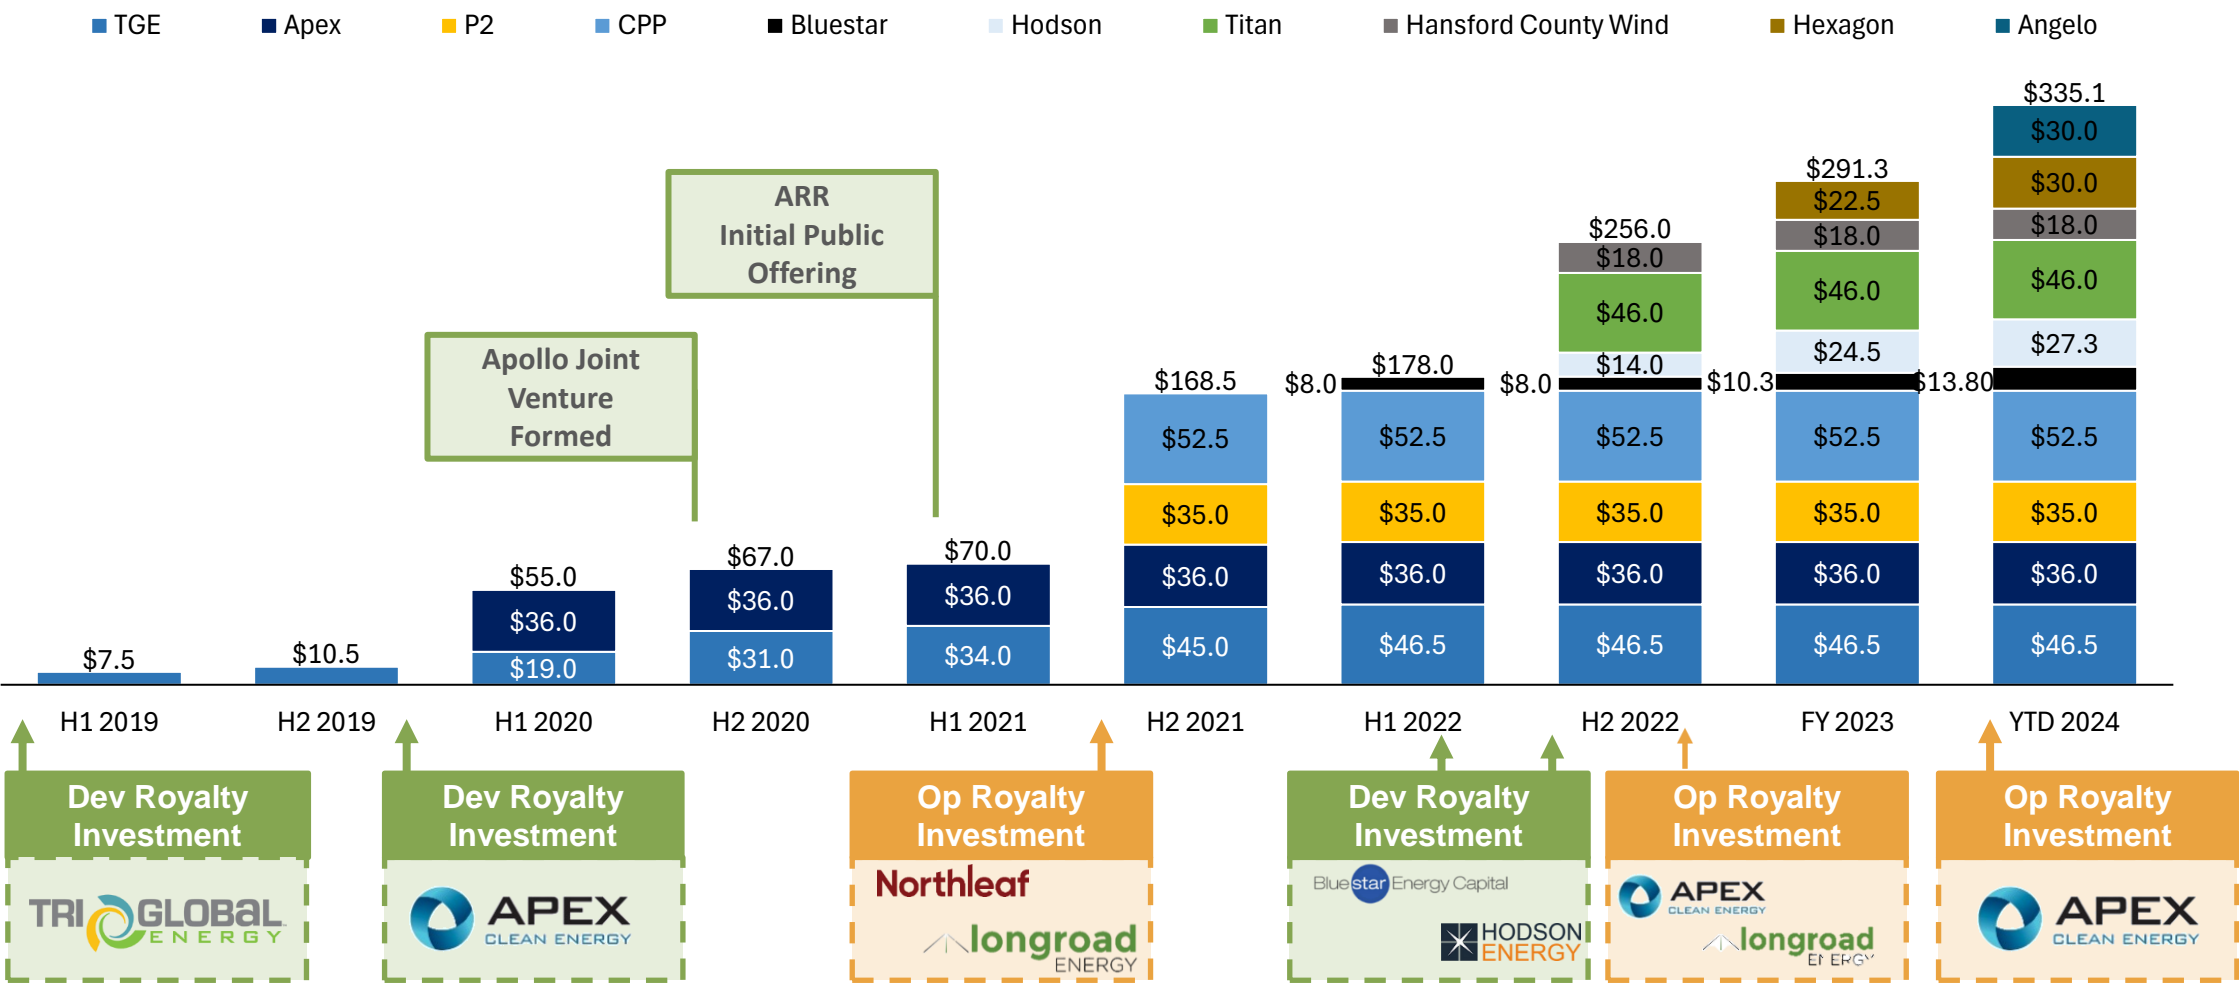 TGE
Apex
P2
CPP
Bluestar
Hodson
Titan
Hansford County Wind
Hexagon
Angelo
ARR
Initial Public
Offering
Apollo Joint
Venture
Formed
$7.5
$10.5
$55.0
$36.0
$19.0
$67.0
$36.0
$31.0
$70.0
$36.0
$34.0
$168.5
$52.5
$35.0
$36.0
$45.0
$178.0
$8.0
$52.5
$35.0
$36.0
$46.5
$256.0
$18.0
$46.0
$14.0
$8.0
$52.5
$35.0
$36.0
$46.5
$291.3
$22.5
$18.0
$46.0
$24.5
$10.3
$52.5
$35.0
$36.0
$46.5
$335.1
$30.0
$30.0
$18.0
$46.0
$27.3
$13.80
$52.5
$35.0
$36.0
$46.5
H1 2019
H2 2019
H1 2020
H2 2020
H1 2021
H2 2021
H1 2022
H2 2022
FY 2023
YTD 2024
Dev Royalty
Investment
TRI GLOBAL
ENERGY
Dev Royalty
Investment
APEX
CLEAN ENERGY
Op Royalty
Investment
Northleaf
longroad
ENERGY
Dev Royalty
Investment
Bluestar Energy Capital
HODSON
ENERGY
Op Royalty
Investment
APEX
CLEAN ENERGY
longroad
ENERGY
Op Royalty
Investment
APEX
CLEAN ENERGY